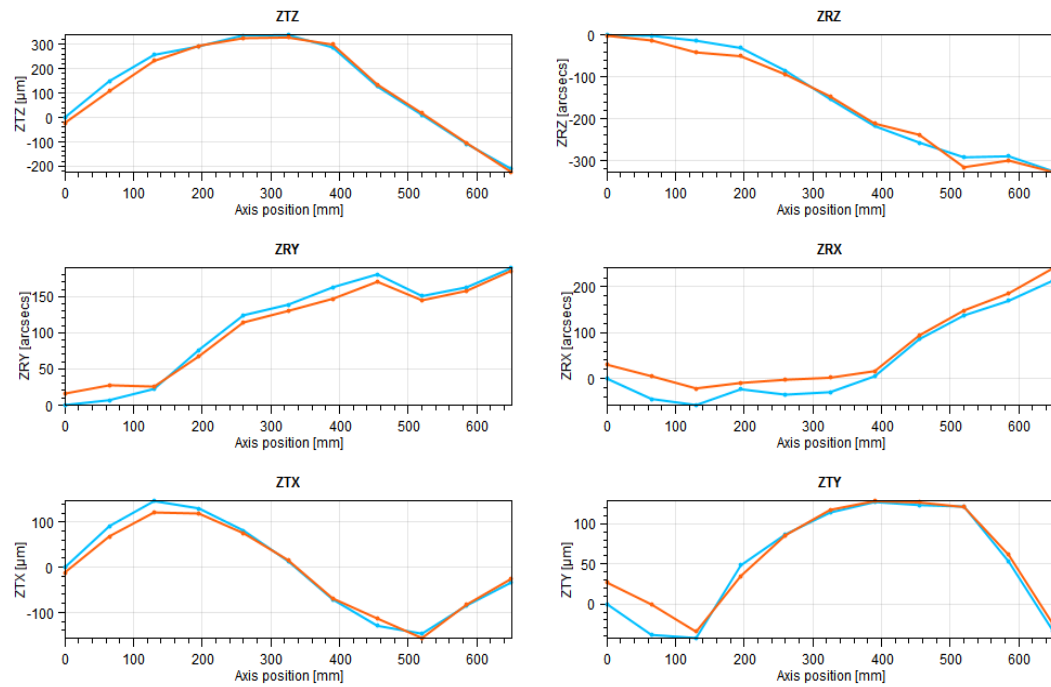 ZTZ
ZTZ [µm]
300
200
100
0
-100
-200
0 100 200 300 400 500 600
Axis position [mm]
ZRZ
ZRZ [arcsecs]
0
-100
-200
-300
0 100 200 300 400 500 600
Axis position [mm]
ZRY
ZRY [arcsecs]
150
100
50
0
0 100 200 300 400 500 600
Axis position [mm]
ZRX
ZRX [arcsecs]
200
100
0
0 100 200 300 400 500 600
Axis position [mm]
ZTX
ZTX [µm]
100
0
-100
0 100 200 300 400 500 600
Axis position [mm]
ZTY
ZTY [µm]
100
50
0
0 100 200 300 400 500 600
Axis position [mm]